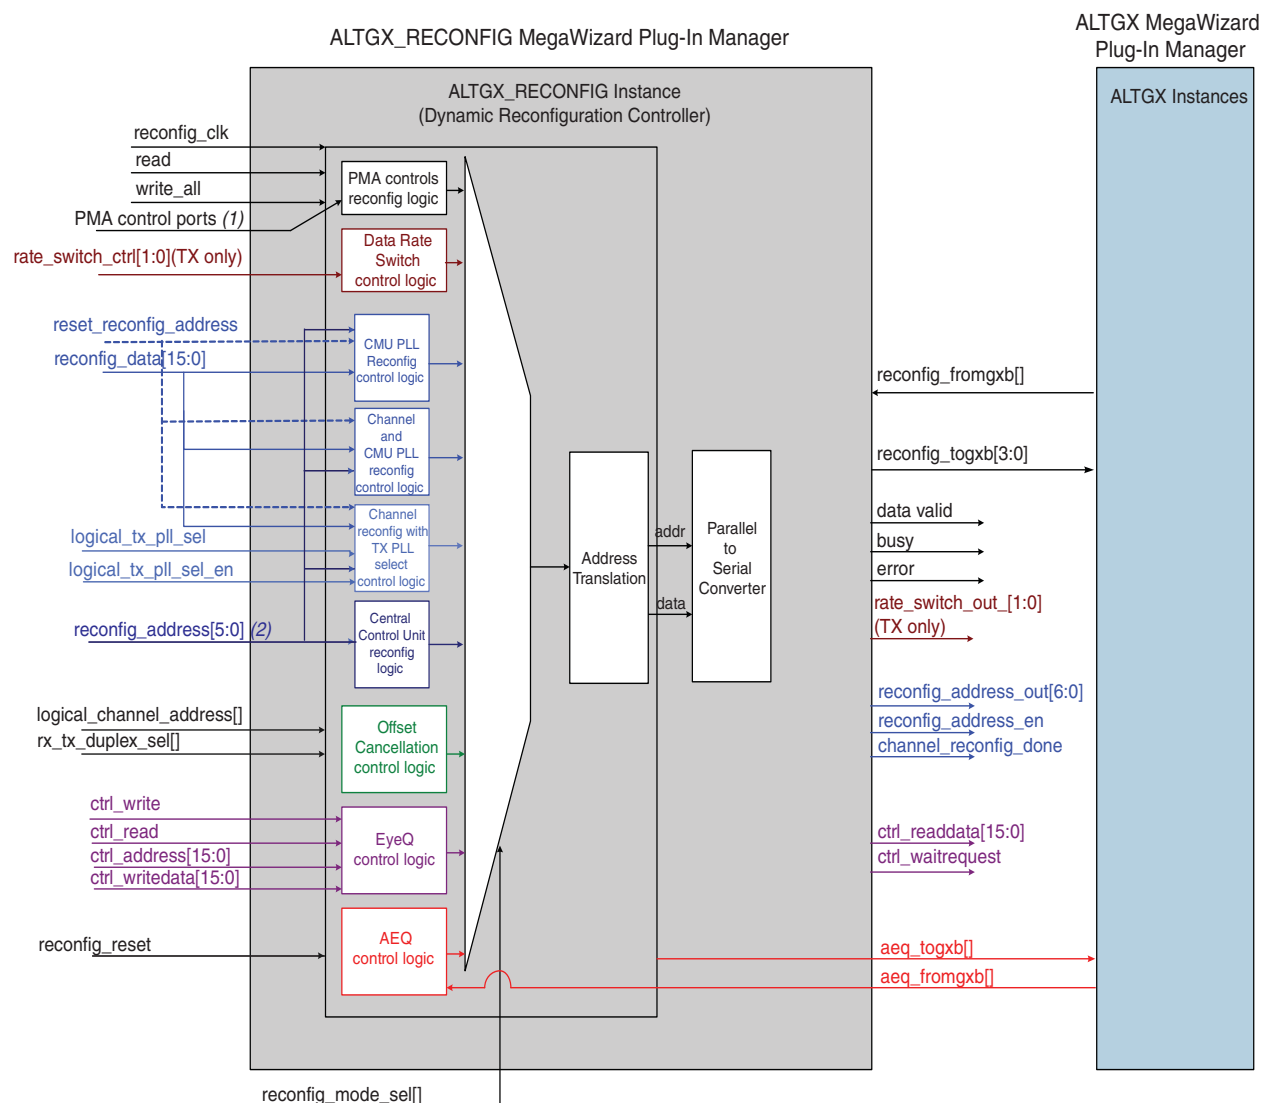 ALTGX_RECONFIG MegaWizard Plug-In Manager
ALTGX MegaWizard
Plug-In Manager
ALTGX_RECONFIG Instance
(Dynamic Reconfiguration Controller)
ALTGX Instances
reconfig_clk
read
write_all
PMA control ports (1)
PMA controls
reconfig logic
rate_switch_ctrl[1:0](TX only)
Data Rate
Switch
control logic
reset_reconfig_address
reconfig_data[15:0]
CMU PLL
Reconfig
control logic
Channel
and
CMU PLL
reconfig
control logic
logical_tx_pll_sel
logical_tx_pll_sel_en
Channel
reconfig with
TX PLL
select
control logic
reconfig_address[5:0] (2)
Central
Control Unit
reconfig
logic
logical_channel_address[]
rx_tx_duplex_sel[]
Offset
Cancellation
control logic
ctrl_write
ctrl_read
ctrl_address[15:0]
ctrl_writedata[15:0]
EyeQ
control logic
reconfig_reset
AEQ
control logic
reconfig_mode_sel[]
Address
Translation
addr
data
Parallel
to
Serial
Converter
reconfig_fromgxb[]
reconfig_togxb[3:0]
data valid
busy
error
rate_switch_out_[1:0]
(TX only)
reconfig_address_out[6:0]
reconfig_address_en
channel_reconfig_done
ctrl_readdata[15:0]
ctrl_waitrequest
aeq_togxb[]
aeq_fromgxb[]